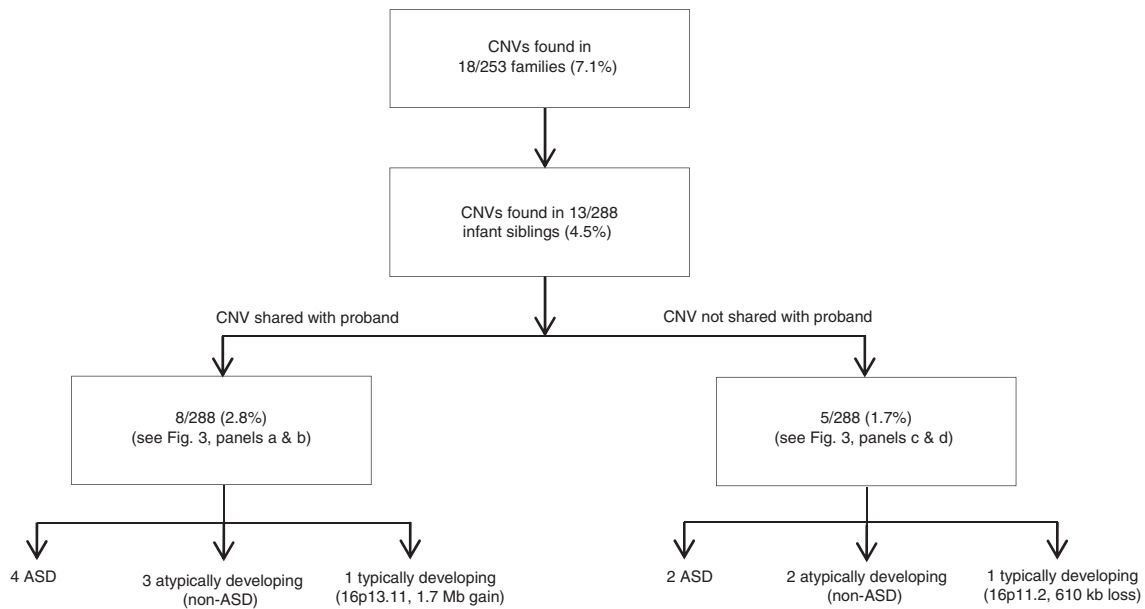 CNVs found in
18/253 families (7.1%)
CNVs found in 13/288
infant siblings (4.5%)
CNV shared with proband
CNV not shared with proband
8/288 (2.8%)
(see Fig. 3, panels a & b)
5/288 (1.7%)
(see Fig. 3, panels c & d)
4 ASD
3 atypically developing
(non-ASD)
1 typically developing
(16p13.11, 1.7 Mb gain)
2 ASD
2 atypically developing
(non-ASD)
1 typically developing
(16p11.2, 610 kb loss)